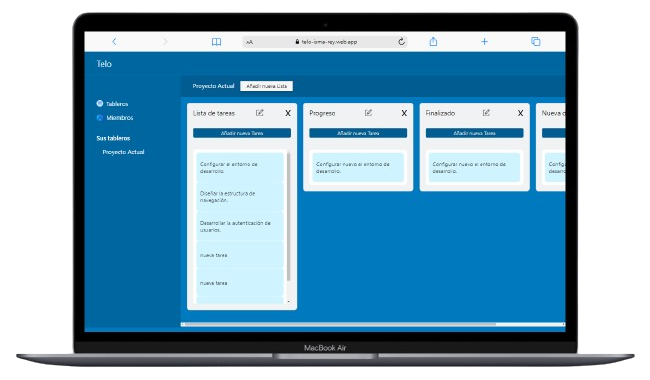 AA
telo-isma-rey.web.app
Telo
Proyecto Actual
Añadir nueva Lista
Tableros
Miembros
Sus tableros
Proyecto Actual
Lista de tareas
X
Añadir nueva Tarea
Configurar el entorno de
desarrollo.
Diseñar la estructura de
navegación.
Desarrollar la autenticación de
usuarios.
nueva tarea
nueva tarea
Progreso
X
Añadir nueva Tarea
Configurar nuevo el entorno de
desarrollo.
Finalizado
X
Añadir nueva Tarea
Configurar nuevo el entorno de
desarrollo.
Nueva
MacBook Air